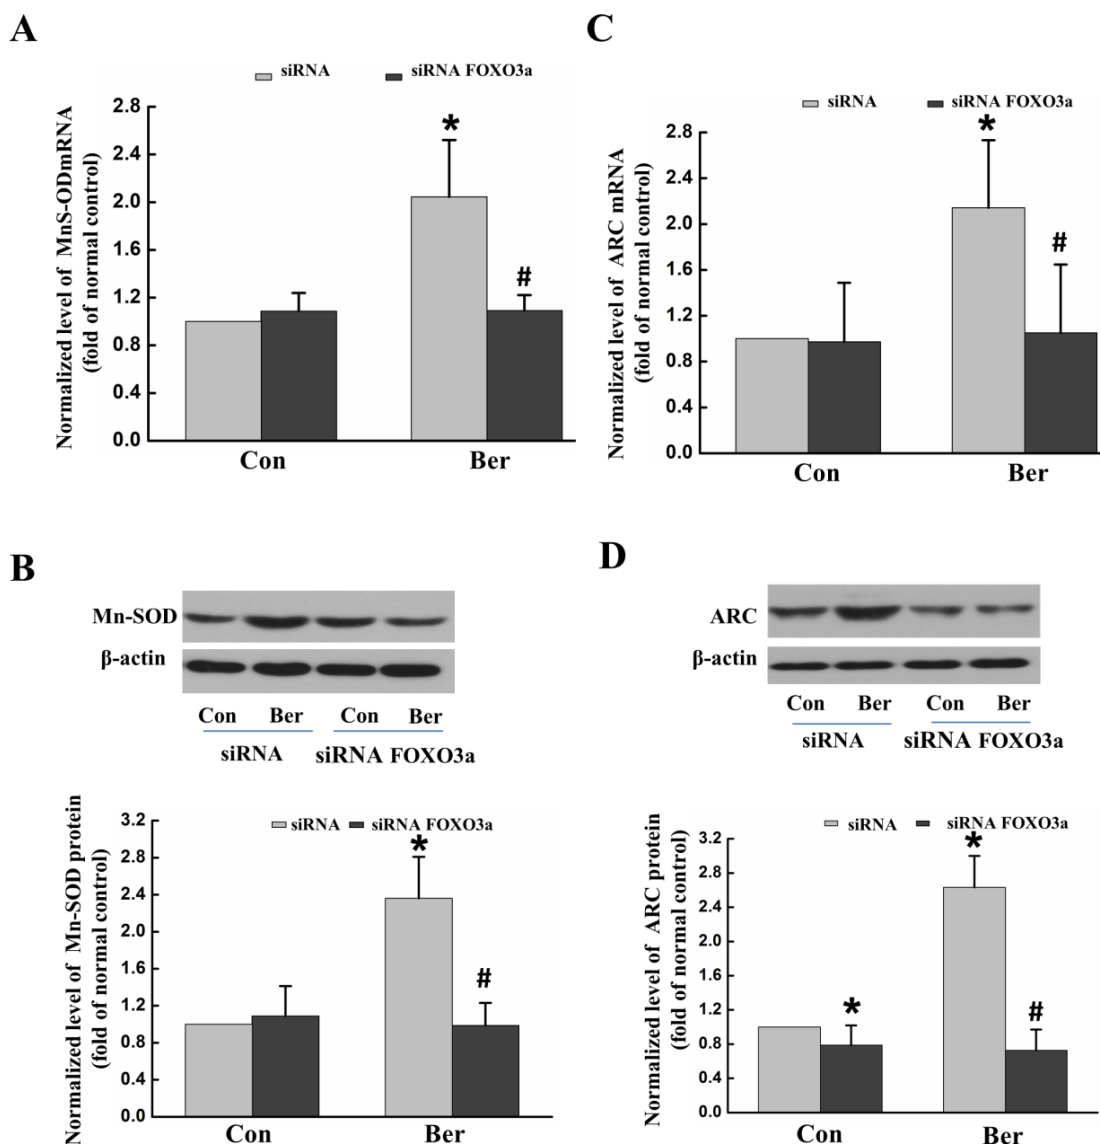 A
siRNA siRNA FOXO3a
Normalized level of MnS-ODmRNA
(fold of normal control)
2.8
2.4
2.0
1.6
1.2
0.8
0.4
0.0
*
#
Con Ber
C
siRNA siRNA FOXO3a
Normalized level of ARC mRNA
(fold of normal control)
2.8
2.4
2.0
1.6
1.2
0.8
0.4
0.0
*
#
Con Ber
B
Mn-SOD
β-actin
Con Ber Con Ber
siRNA siRNA FOXO3a
siRNA siRNA FOXO3a
Normalized level of Mn-SOD protein
(fold of normal control)
3.2
2.8
2.4
2.0
1.6
1.2
0.8
0.4
0.0
*
#
Con Ber
D
ARC
β-actin
Con Ber Con Ber
siRNA siRNA FOXO3a
siRNA siRNA FOXO3a
Normalized level of ARC protein
(fold of normal control)
3.2
2.8
2.4
2.0
1.6
1.2
0.8
0.4
0.0
*
*
#
Con Ber